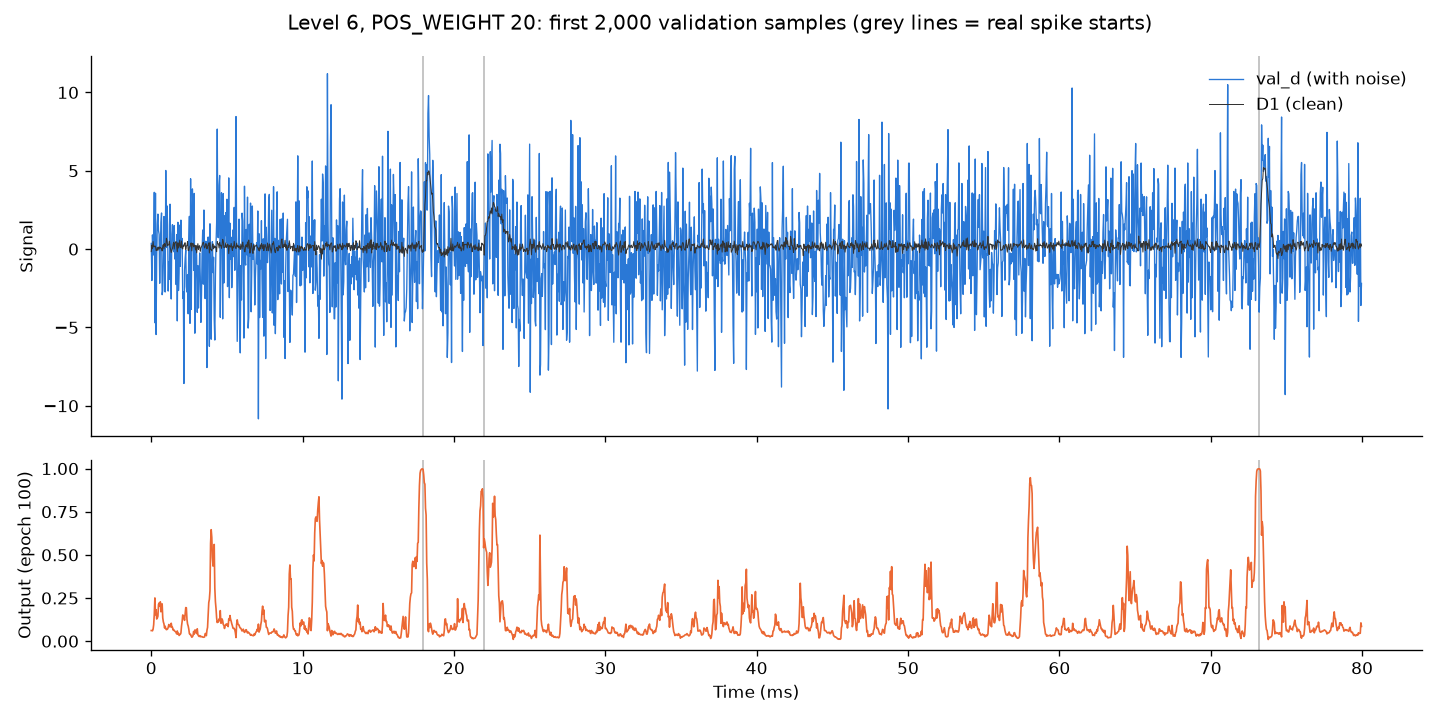 Level 6, POS_WEIGHT 20: first 2,000 validation samples (grey lines = real spike starts)
val_d (with noise)
D1 (clean)
Signal
10
5
0
−5
−10
Output (epoch 100)
1.00
0.75
0.50
0.25
0.00
0 10 20 30 40 50 60 70 80
Time (ms)